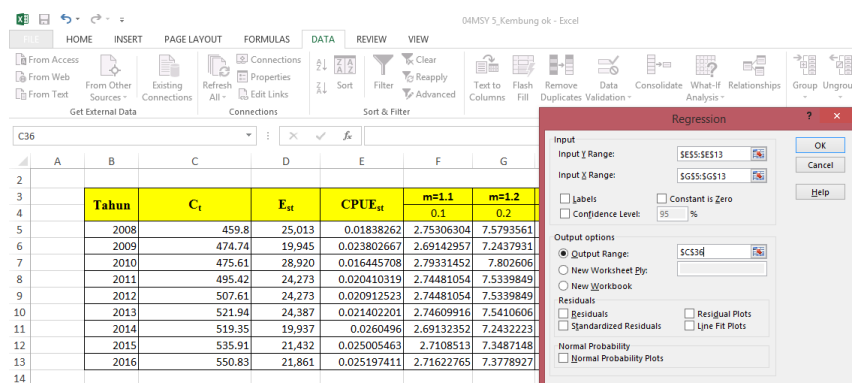 04MSY 5_Kembung ok - Excel
FILE HOME INSERT PAGE LAYOUT FORMULAS DATA REVIEW VIEW
From Access
From Web
From Text
From Other Sources
Existing Connections
Get External Data
Refresh All
Connections
Properties
Edit Links
Connections
Sort
Filter
Clear
Reapply
Advanced
Sort & Filter
Text to Columns
Flash Fill
Remove Duplicates
Data Validation
Consolidate
What-If Analysis
Relationships
Group
Ungrou
C36 fx
A B C D E F G
2
3 Tahun Ct Est CPUEst m=1.1 m=1.2
4 0.1 0.2
5 2008 459.8 25,013 0.01838262 2.75306304 7.5793561
6 2009 474.74 19,945 0.023802667 2.69142957 7.2437931
7 2010 475.61 28,920 0.016445708 2.79331452 7.802606
8 2011 495.42 24,273 0.020410319 2.74481054 7.5339849
9 2012 507.61 24,273 0.020912523 2.74481054 7.5339849
10 2013 521.94 24,387 0.021402201 2.74609916 7.5410606
11 2014 519.35 19,937 0.0260496 2.69132352 7.2432223
12 2015 535.91 21,432 0.025005463 2.7108513 7.3487148
13 2016 550.83 21,861 0.025197411 2.71622765 7.3778927
14
Regression ? ×
Input
Input Y Range: $E$5:$E$13
Input X Range: $G$5:$G$13
Labels Constant is Zero
Confidence Level: 95 %
Output options
Output Range: $C$36
New Worksheet Ply:
New Workbook
Residuals
Residuals Residual Plots
Standardized Residuals Line Fit Plots
Normal Probability
Normal Probability Plots
OK
Cancel
Help